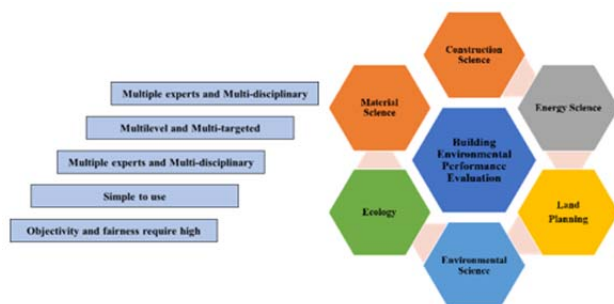 Multiple experts and Multi-disciplinary
Multilevel and Multi-targeted
Multiple experts and Multi-disciplinary
Simple to use
Objectivity and fairness require high
Construction
Science
Material
Science
Energy Science
Building
Environmental
Performance
Evaluation
Ecology
Land
Planning
Environmental
Science